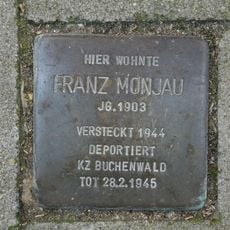 HIER WOHNTE
FRANZ MONJAU
JG. 1903
VERSTECKT 1944
DEPORTIERT
KZ BUCHENWALD
TOT 28.2.1945